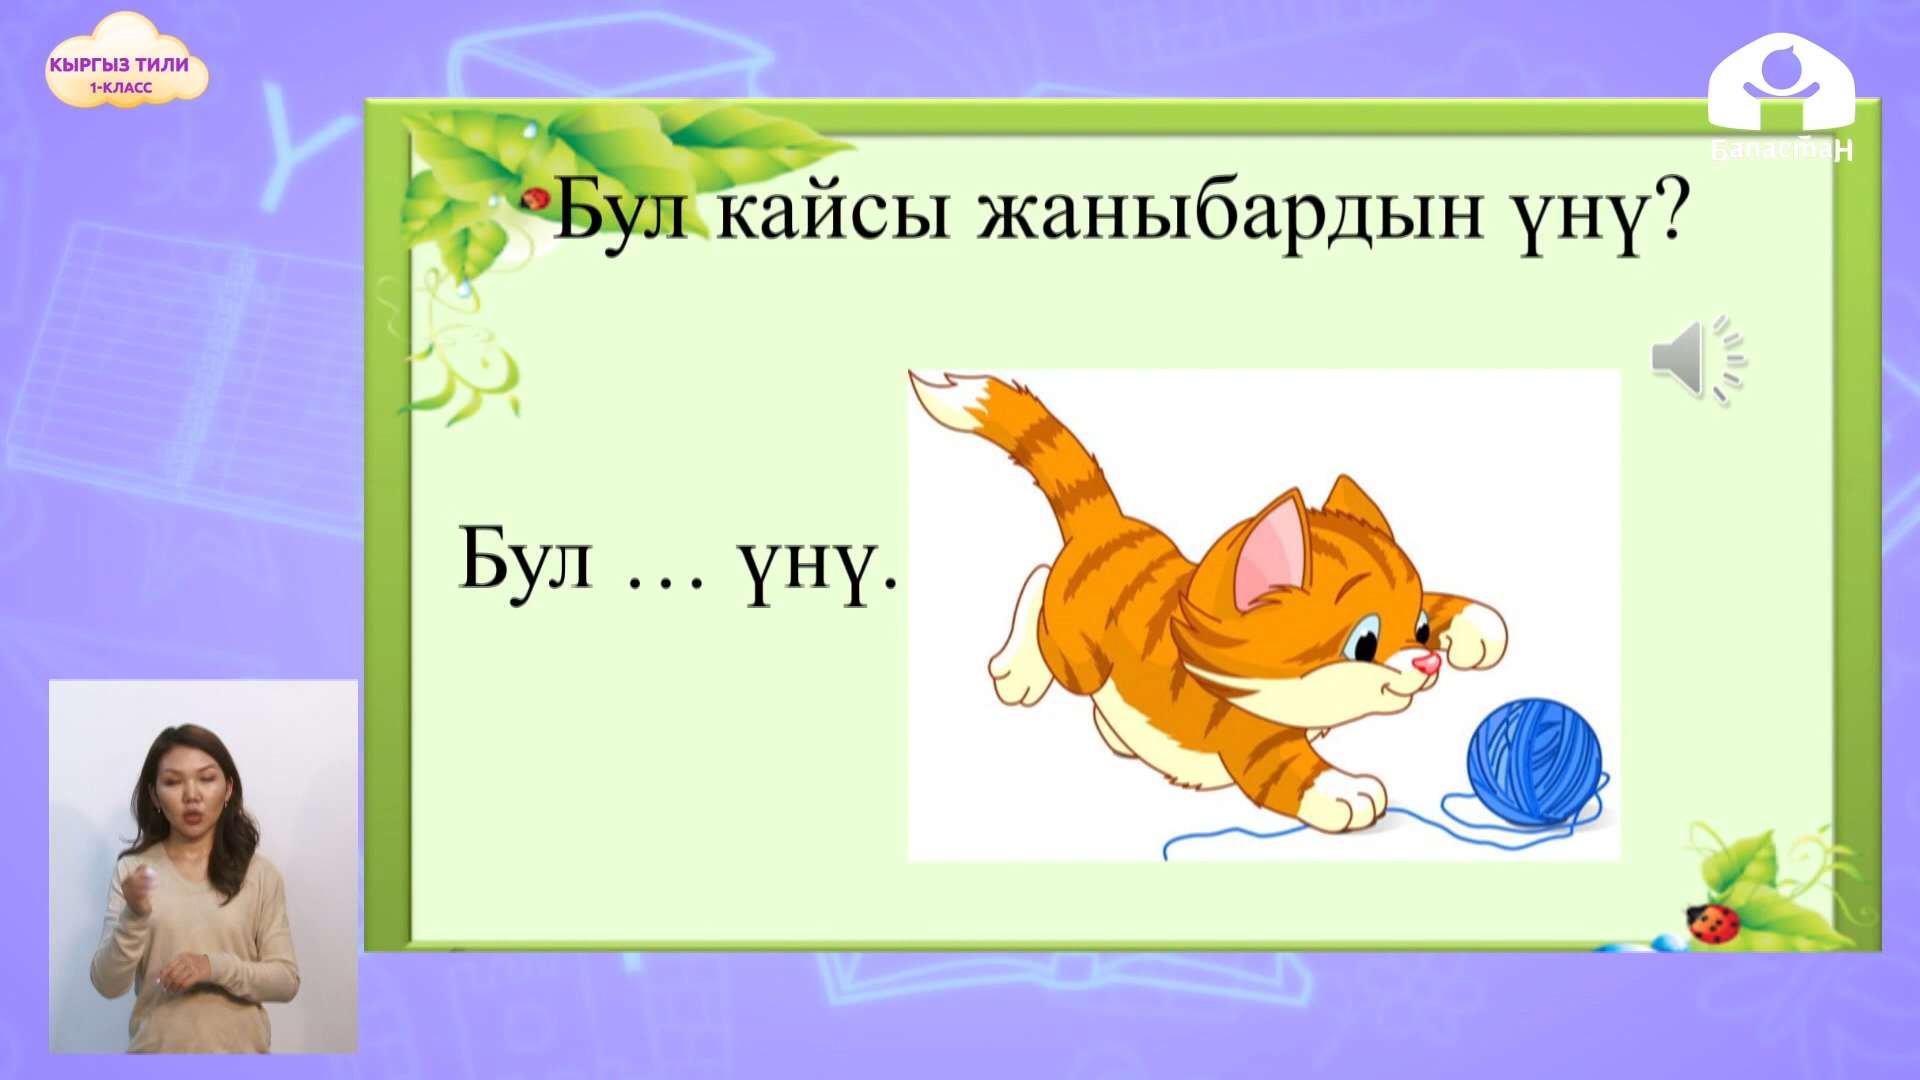 КЫРГЫЗ ТИЛИ
1-КЛАСС
Баластан
Бул кайсы жаныбардын үнү?
Бул ... үнү.